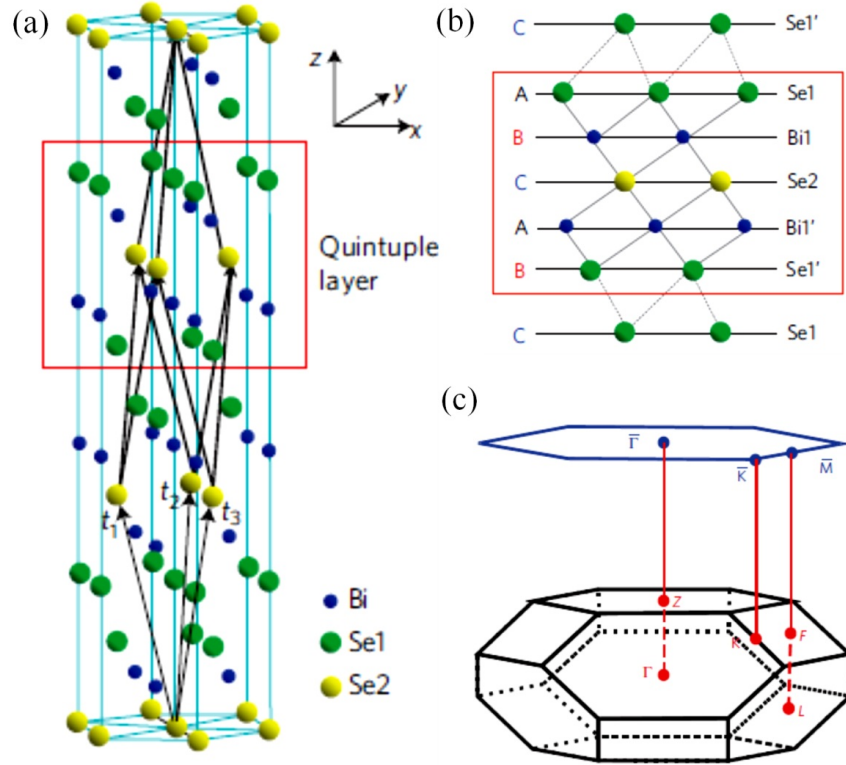 (a)
z
y
x
Quintuple
layer
t1
t2
t3
Bi
Se1
Se2
(b)
C Se1'
A Se1
B Bi1
C Se2
A Bi1'
B Se1'
C Se1
(c)
Γ̅
K̅
M̅
Z
F
K
Γ
L